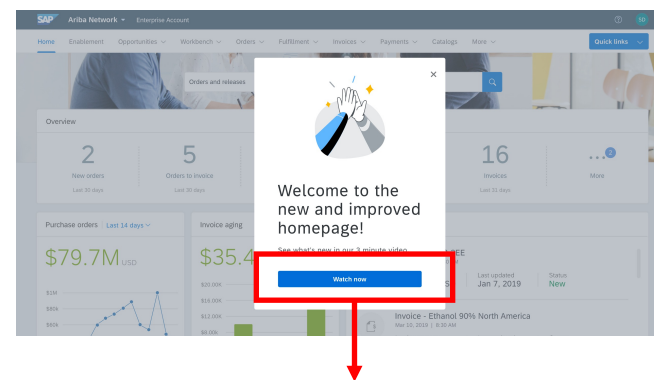 SAP Ariba Network Enterprise Account SR
Home Enablement Opportunities Workbench Orders Fulfillment Invoices Payments Catalogs More Quick links
Orders and releases
Overview
2 5 16 ...
New orders Orders to Invoice Invoices More
Last 30 days Last 30 days Last 31 days
Welcome to the
new and improved
homepage!
See what's new in our 3 minute video
Watch now
Purchase orders Last 14 days Invoice aging
$79.7M USD $35.4
Last updated Status
Jan 7, 2019 New
$1M $20.00K
$16.00K
$12.00K
$8.00K
Invoice - Ethanol 90% North America
Mar 10, 2019 | 9:30 AM